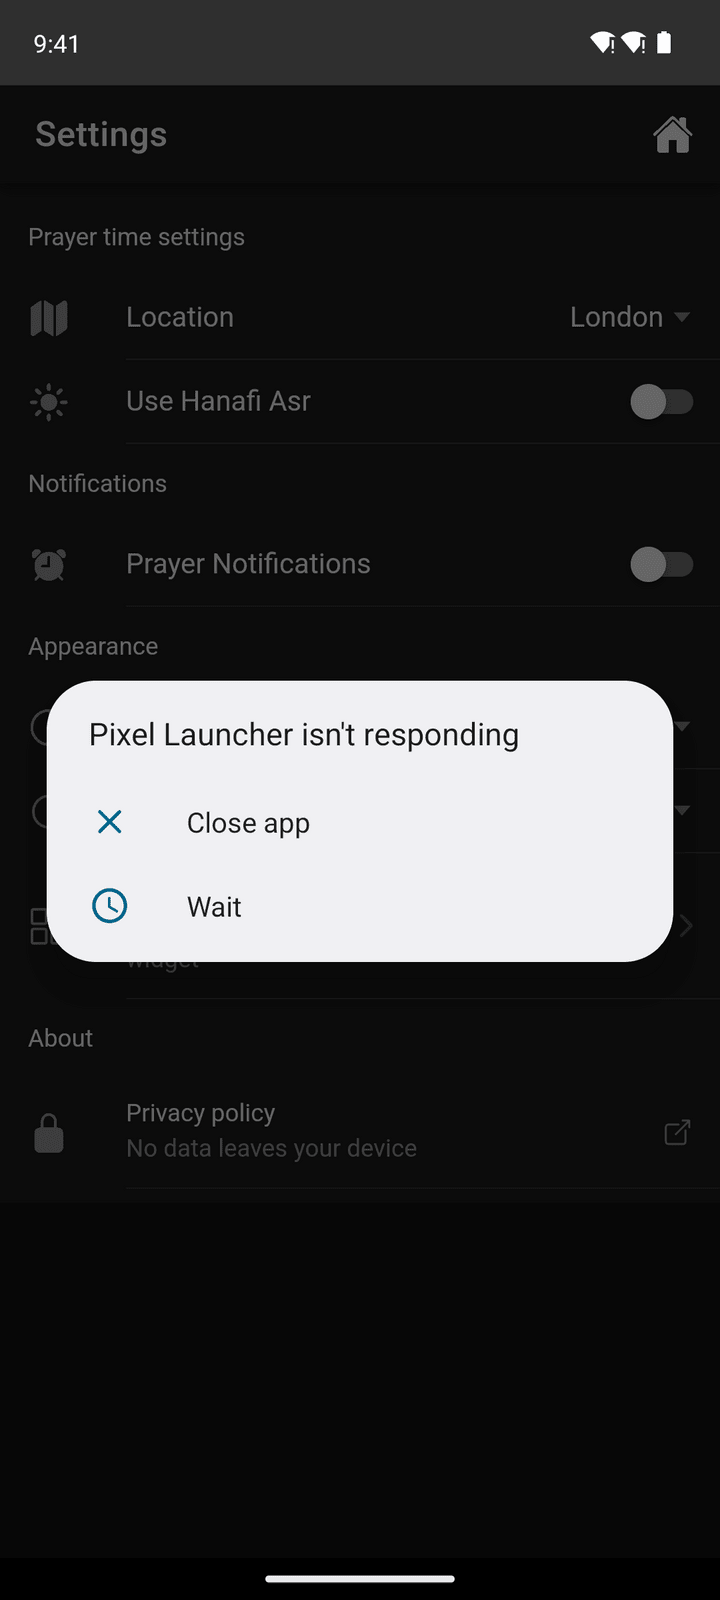 9:41
Settings
Prayer time settings
Location London
Use Hanafi Asr
Notifications
Prayer Notifications
Appearance
Pixel Launcher isn't responding
Close app
Wait
widget
About
Privacy policy
No data leaves your device